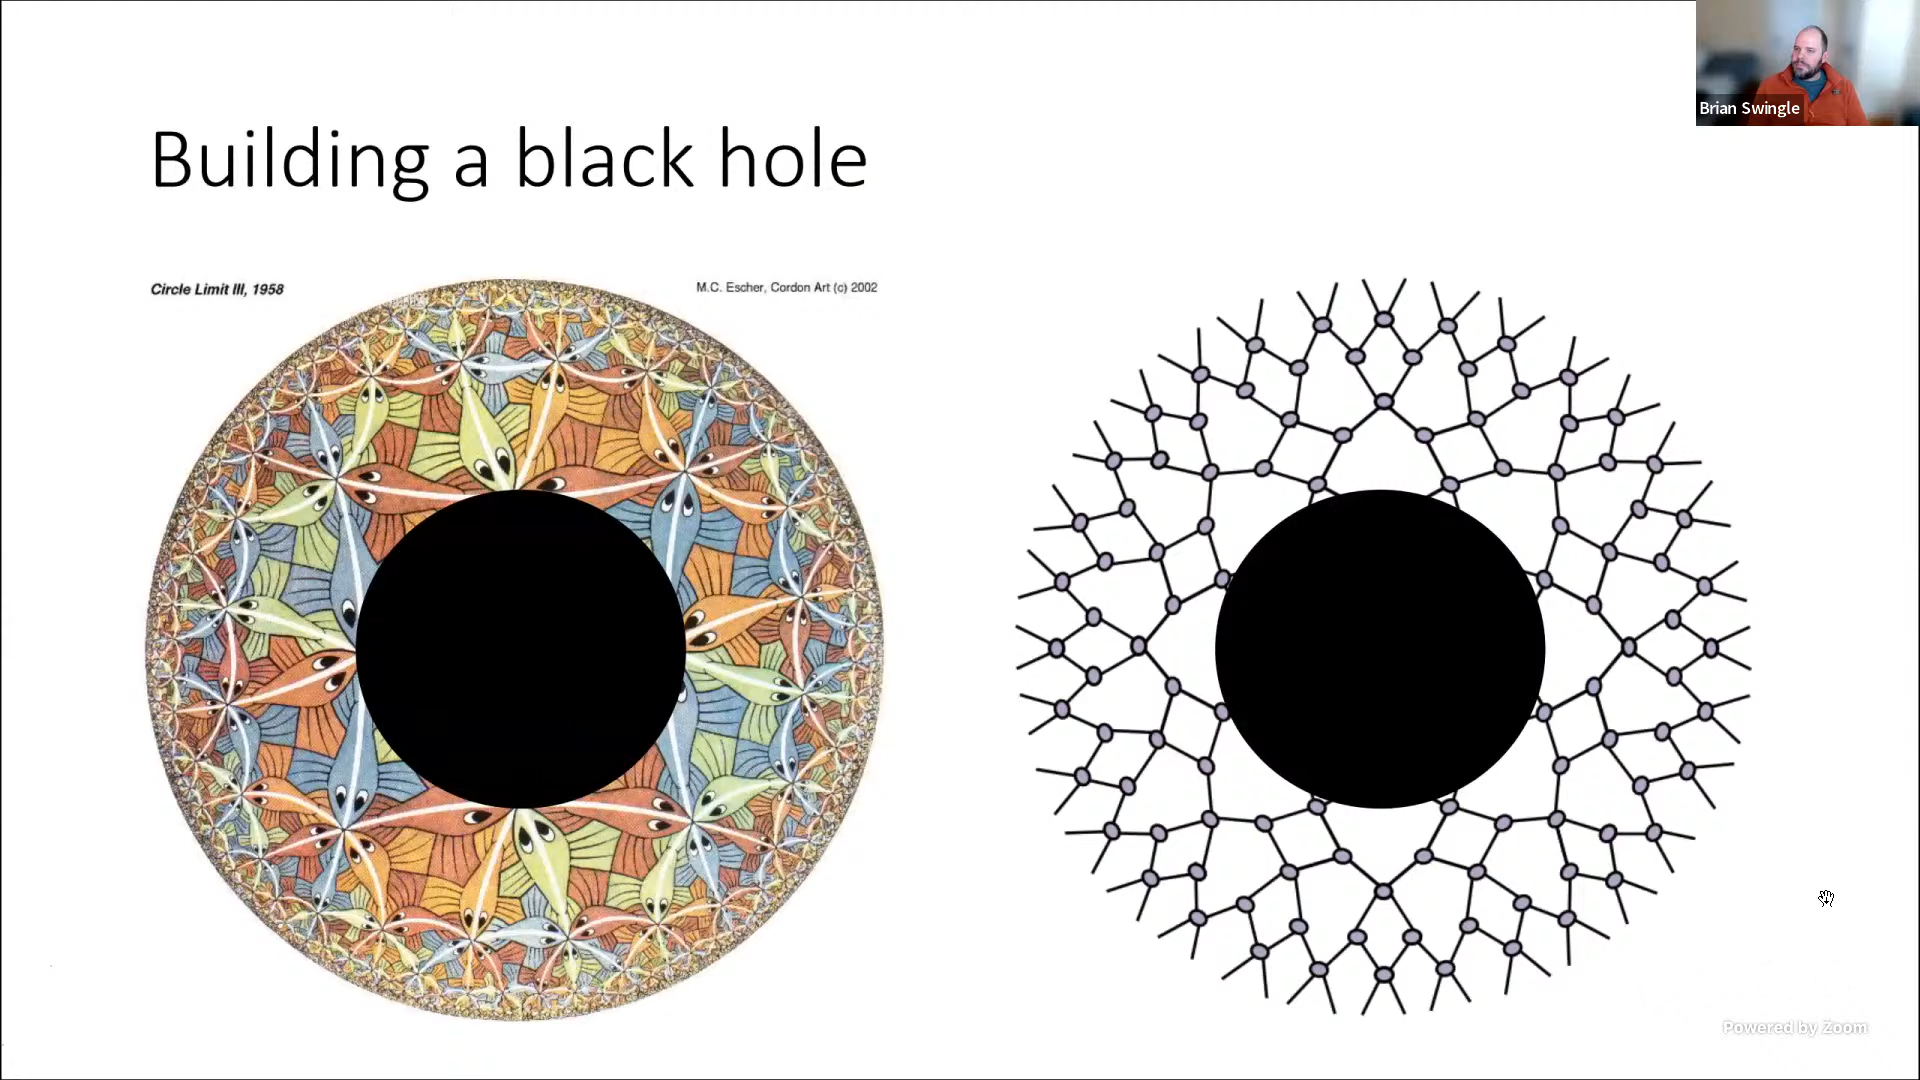 Brian Swingle
Building a black hole
Circle Limit III, 1958
M.C. Escher, Cordon Art (c) 2002
Powered by Zoom